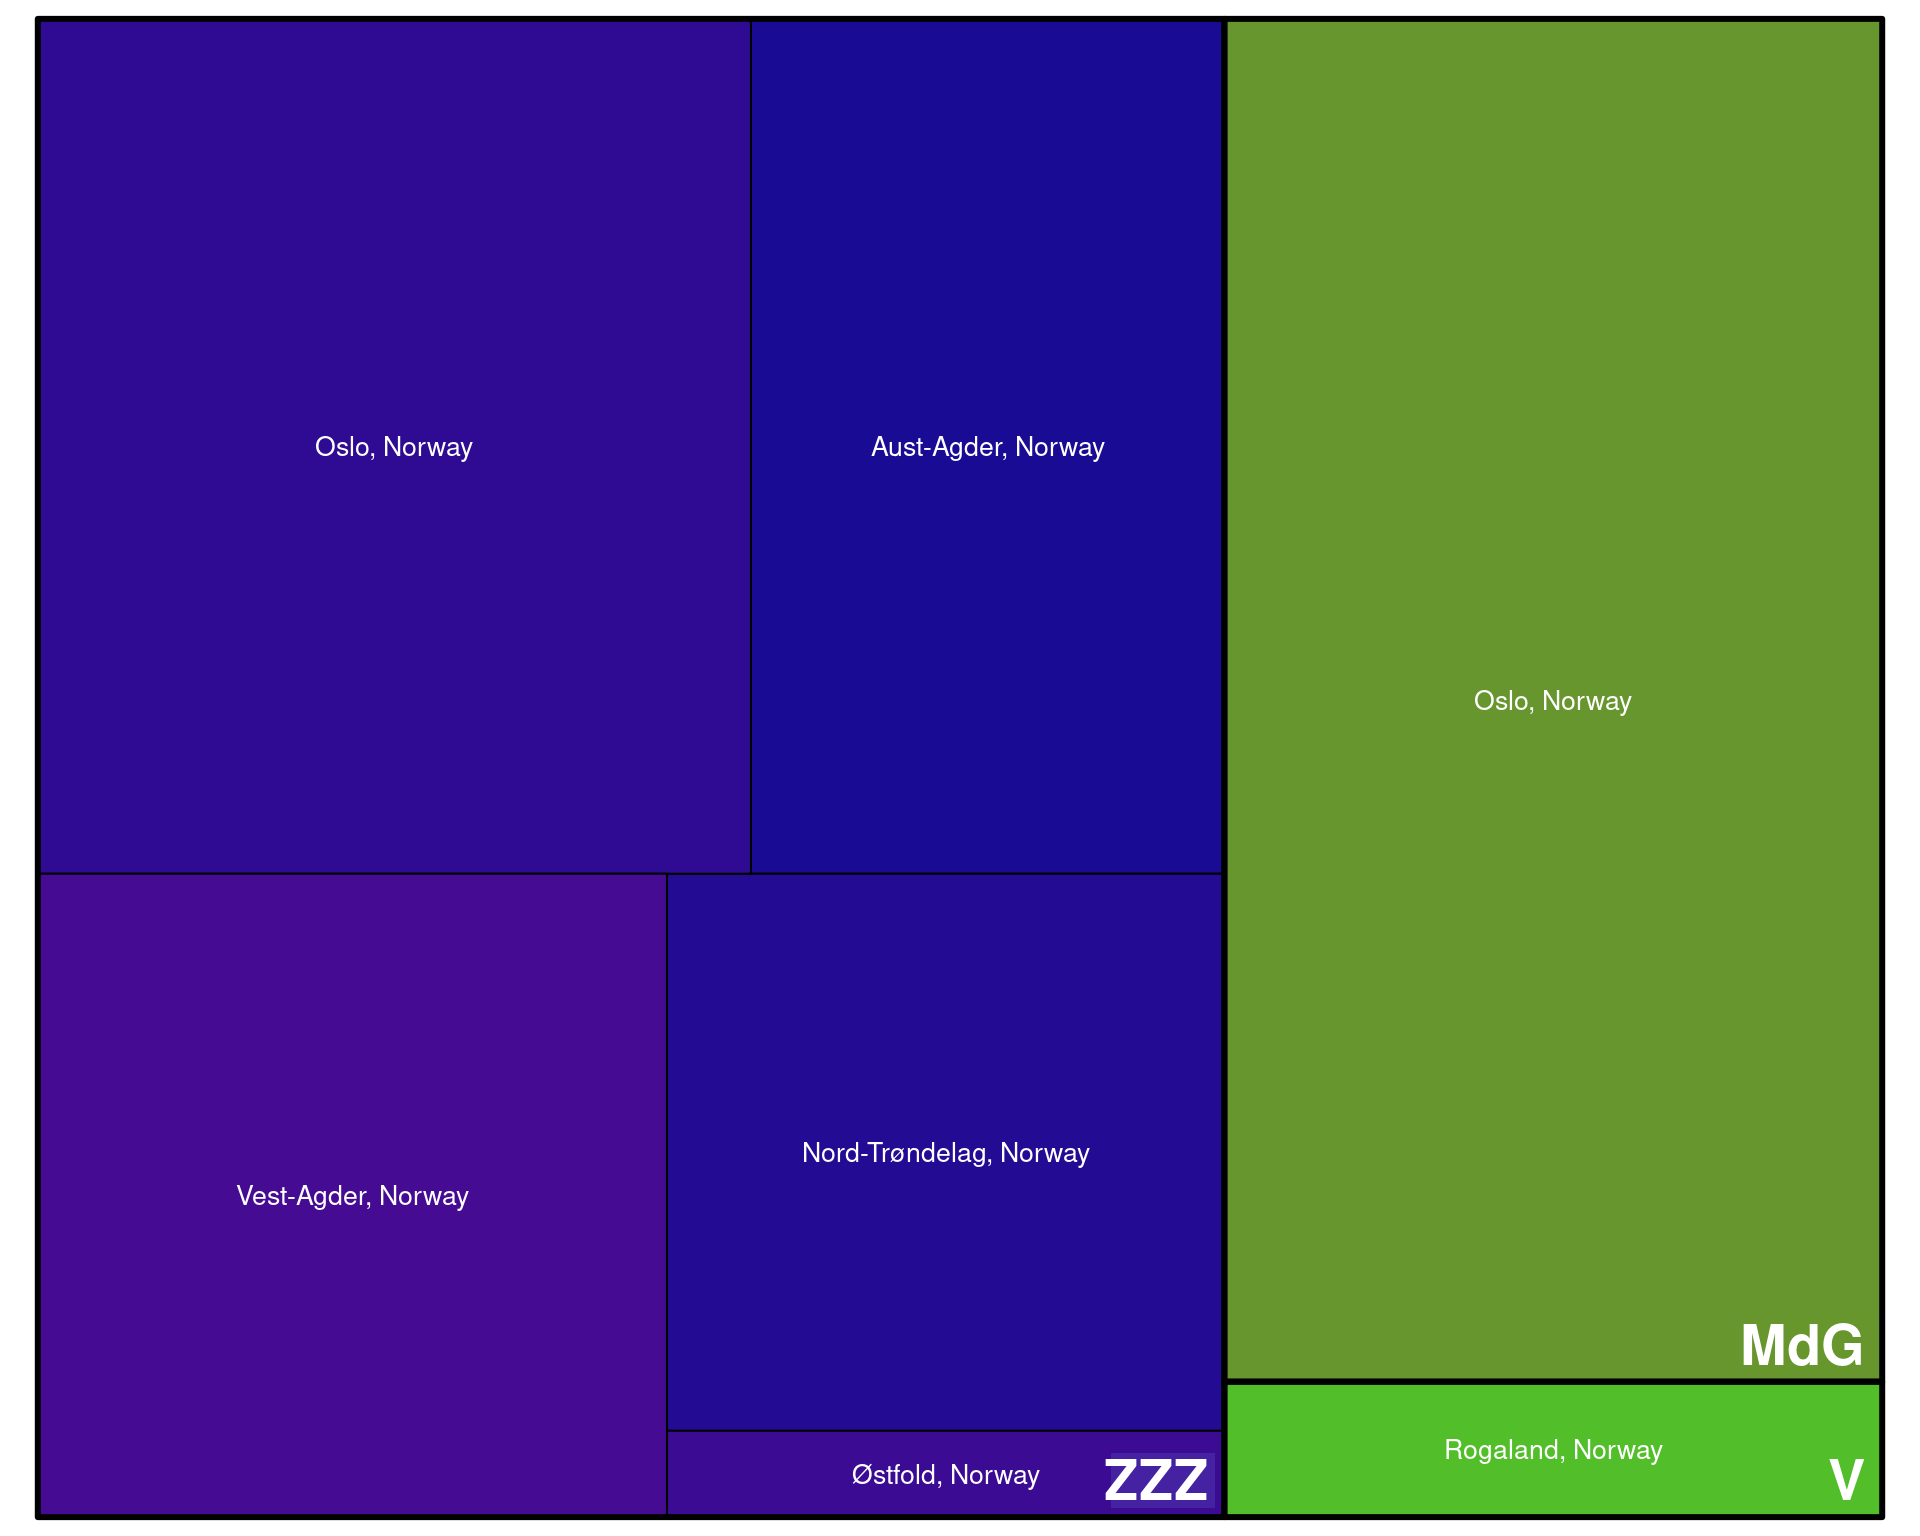 Oslo, Norway
Aust-Agder, Norway
Vest-Agder, Norway
Nord-Trøndelag, Norway
Østfold, Norway
ZZZ
Oslo, Norway
MdG
Rogaland, Norway
V